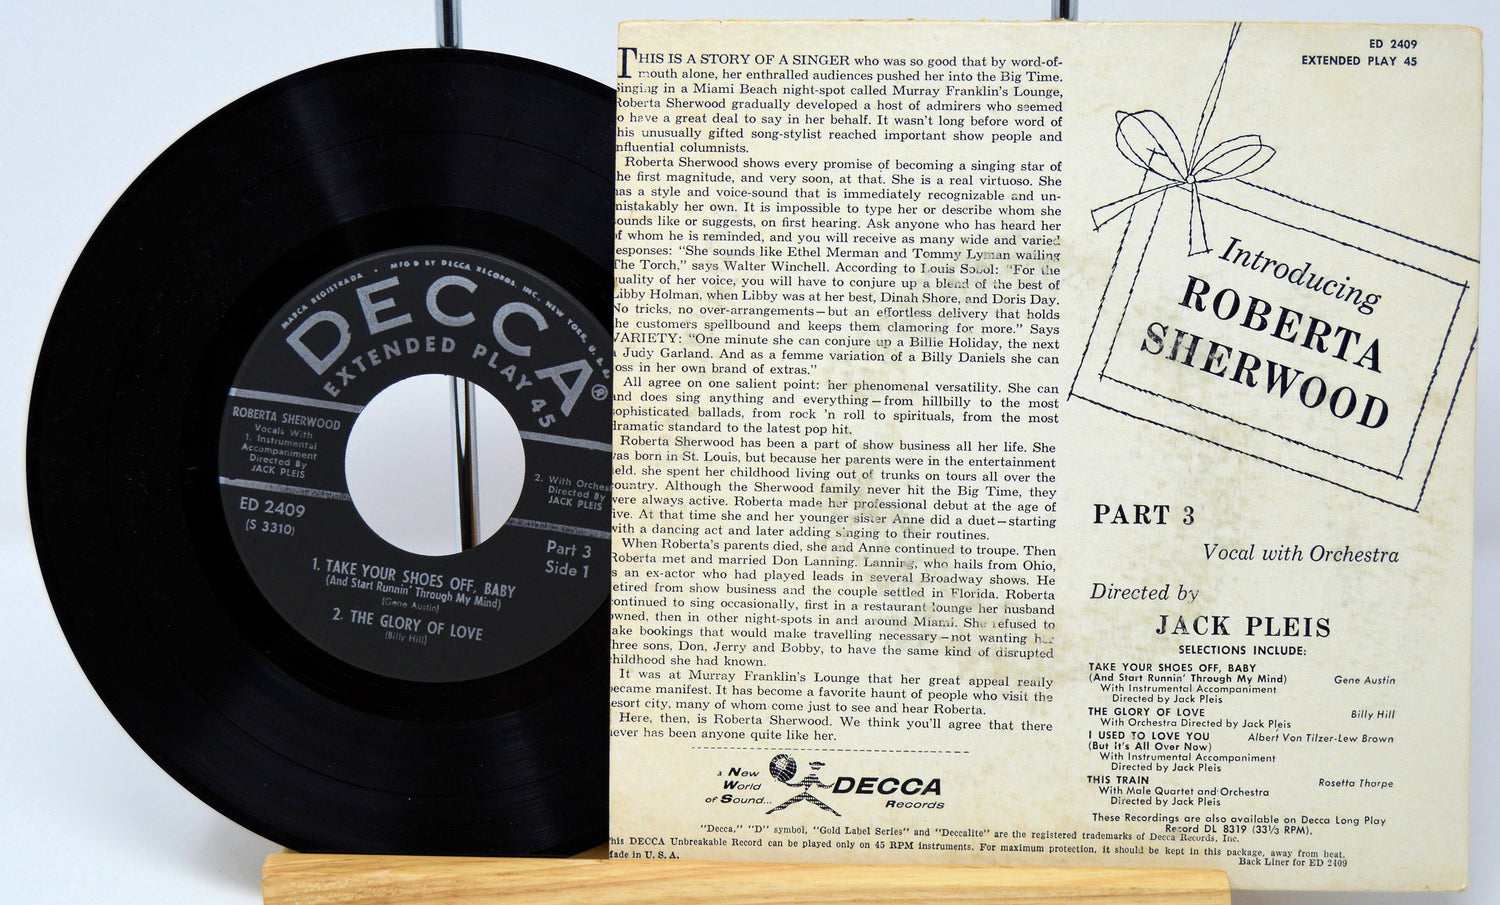 MARCA REGISTRADA • MFG'D BY DECCA RECORDS, INC. NEW YORK, U.S.A.
DECCA®
EXTENDED PLAY 45
ROBERTA SHERWOOD
Vocals With
1. Instrumental
Accompaniment
Directed By
JACK PLEIS
2. With Orches
Directed By
JACK PLEIS
ED 2409
(S 3310)
Part 3
Side 1
1. TAKE YOUR SHOES OFF, BABY
(And Start Runnin' Through My Mind)
(Gene Austin)
2. THE GLORY OF LOVE
(Billy Hill)
THIS IS A STORY OF A SINGER who was so good that by word-of-
mouth alone, her enthralled audiences pushed her into the Big Time.
Singing in a Miami Beach night-spot called Murray Franklin's Lounge,
Roberta Sherwood gradually developed a host of admirers who seemed
o have a great deal to say in her behalf. It wasn't long before word of
his unusually gifted song-stylist reached important show people and
nfluential columnists.
Roberta Sherwood shows every promise of becoming a singing star of
he first magnitude, and very soon, at that. She is a real virtuoso. She
as a style and voice-sound that is immediately recognizable and un-
mistakably her own. It is impossible to type her or describe whom she
ounds like or suggests, on first hearing. Ask anyone who has heard her
of whom he is reminded, and you will receive as many wide and varied
esponses: "She sounds like Ethel Merman and Tommy Lyman wailing
The Torch," says Walter Winchell. According to Louis Sobol: "For the
uality of her voice, you will have to conjure up a blend of the best of
Libby Holman, when Libby was at her best, Dinah Shore, and Doris Day.
No tricks, no over-arrangements—but an effortless delivery that holds
he customers spellbound and keeps them clamoring for more." Says
VARIETY: "One minute she can conjure up a Billie Holiday, the next
a Judy Garland. And as a femme variation of a Billy Daniels she can
oss in her own brand of extras."
All agree on one salient point: her phenomenal versatility. She can
and does sing anything and everything—from hillbilly to the most
ophisticated ballads, from rock 'n roll to spirituals, from the most
dramatic standard to the latest pop hit.
Roberta Sherwood has been a part of show business all her life. She
as born in St. Louis, but because her parents were in the entertainment
eld, she spent her childhood living out of trunks on tours all over the
ountry. Although the Sherwood family never hit the Big Time, they
ere always active. Roberta made her professional debut at the age of
ive. At that time she and her younger sister Anne did a duet—starting
with a dancing act and later adding singing to their routines.
When Roberta's parents died, she and Anne continued to troupe. Then
Roberta met and married Don Lanning. Lanning, who hails from Ohio,
s an ex-actor who had played leads in several Broadway shows. He
etired from show business and the couple settled in Florida. Roberta
ontinued to sing occasionally, first in a restaurant lounge her husband
owned, then in other night-spots in and around Miami. She refused to
ake bookings that would make travelling necessary—not wanting her
hree sons, Don, Jerry and Bobby, to have the same kind of disrupted
childhood she had known.
It was at Murray Franklin's Lounge that her great appeal really
ecame manifest. It has become a favorite haunt of people who visit the
esort city, many of whom come just to see and hear Roberta.
Here, then, is Roberta Sherwood. We think you'll agree that there
never has been anyone quite like her.
a New
World
of Sound...
DECCA
Records
ED 2409
EXTENDED PLAY 45
Introducing
ROBERTA
SHERWOOD
PART 3
Vocal with Orchestra
Directed by
JACK PLEIS
SELECTIONS INCLUDE:
TAKE YOUR SHOES OFF, BABY
(And Start Runnin' Through My Mind) Gene Austin
With Instrumental Accompaniment
Directed by Jack Pleis
THE GLORY OF LOVE Billy Hill
With Orchestra Directed by Jack Pleis
I USED TO LOVE YOU Albert Von Tilzer-Lew Brown
(But It's All Over Now)
With Instrumental Accompaniment
Directed by Jack Pleis
THIS TRAIN Rosetta Tharpe
With Male Quartet and Orchestra
Directed by Jack Pleis
These Recordings are also available on Decca Long Play
Record DL 8319 (33⅓ RPM).
"Decca," "D" symbol, "Gold Label Series" and "Deccalite" are the registered trademarks of Decca Records, Inc.
his DECCA Unbreakable Record can be played only on 45 RPM instruments. For maximum protection, it should be kept in this package, away from heat.
Made in U. S. A.
Back Liner for ED 2409